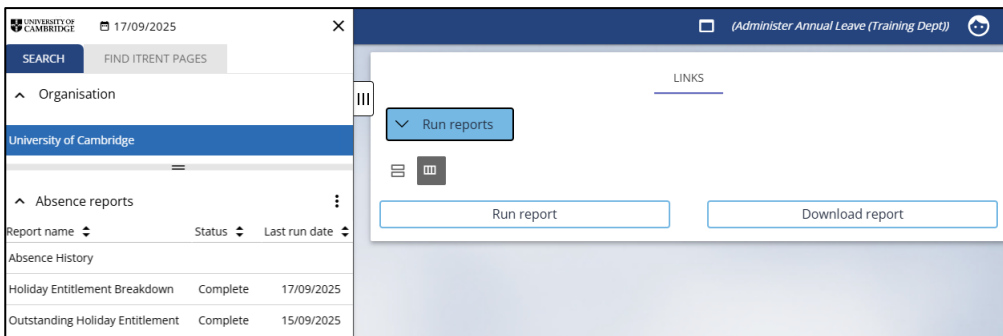 UNIVERSITY OF
CAMBRIDGE
17/09/2025
(Administer Annual Leave (Training Dept))
SEARCH
FIND ITRENT PAGES
Organisation
University of Cambridge
Absence reports
Report name Status Last run date
Absence History
Holiday Entitlement Breakdown Complete 17/09/2025
Outstanding Holiday Entitlement Complete 15/09/2025
LINKS
Run reports
Run report
Download report